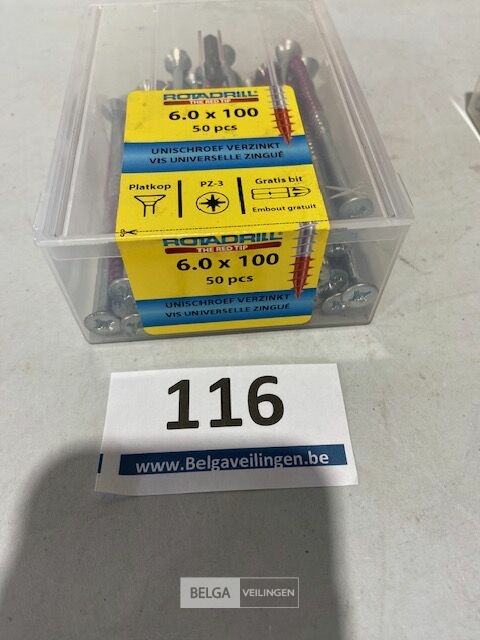 ROTADRILL
THE RED TIP
6.0 x 100
50 pcs
UNISCHROEF VERZINKT
VIS UNIVERSELLE ZINGUÉ
Platkop
PZ-3
Gratis bit
Embout gratuit
ROTADRILL
THE RED TIP
6.0 x 100
50 pcs
UNISCHROEF VERZINKT
VIS UNIVERSELLE ZINGUÉ
116
www.Belgaveilingen.be
BELGA VEILINGEN